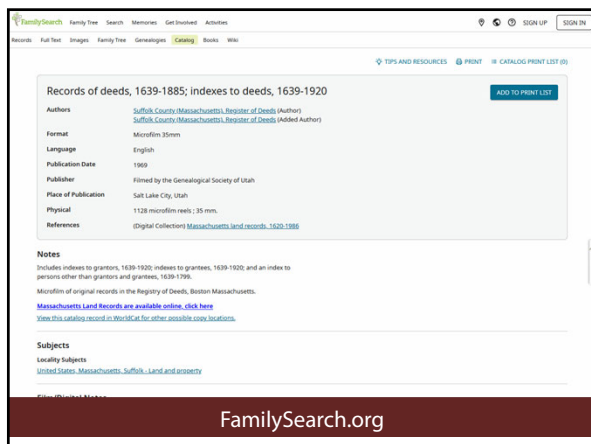 FamilySearch Family Tree Search Memories Get Involved Activities SIGN UP SIGN IN
Records Full Text Images Family Tree Genealogies Catalog Books Wiki
TIPS AND RESOURCES PRINT CATALOG PRINT LIST (0)
Records of deeds, 1639-1885; indexes to deeds, 1639-1920
ADD TO PRINT LIST
Authors Suffolk County (Massachusetts). Register of Deeds (Author)
Suffolk County (Massachusetts). Register of Deeds (Added Author)
Format Microfilm 35mm
Language English
Publication Date 1969
Publisher Filmed by the Genealogical Society of Utah
Place of Publication Salt Lake City, Utah
Physical 1128 microfilm reels ; 35 mm.
References (Digital Collection) Massachusetts land records, 1620-1986
Notes
Includes indexes to grantors, 1639-1920; indexes to grantees, 1639-1920; and an index to
persons other than grantors and grantees, 1639-1799.
Microfilm of original records in the Registry of Deeds, Boston Massachusetts.
Massachusetts Land Records are available online, click here
View this catalog record in WorldCat for other possible copy locations.
Subjects
Locality Subjects
United States, Massachusetts, Suffolk - Land and property
FamilySearch.org